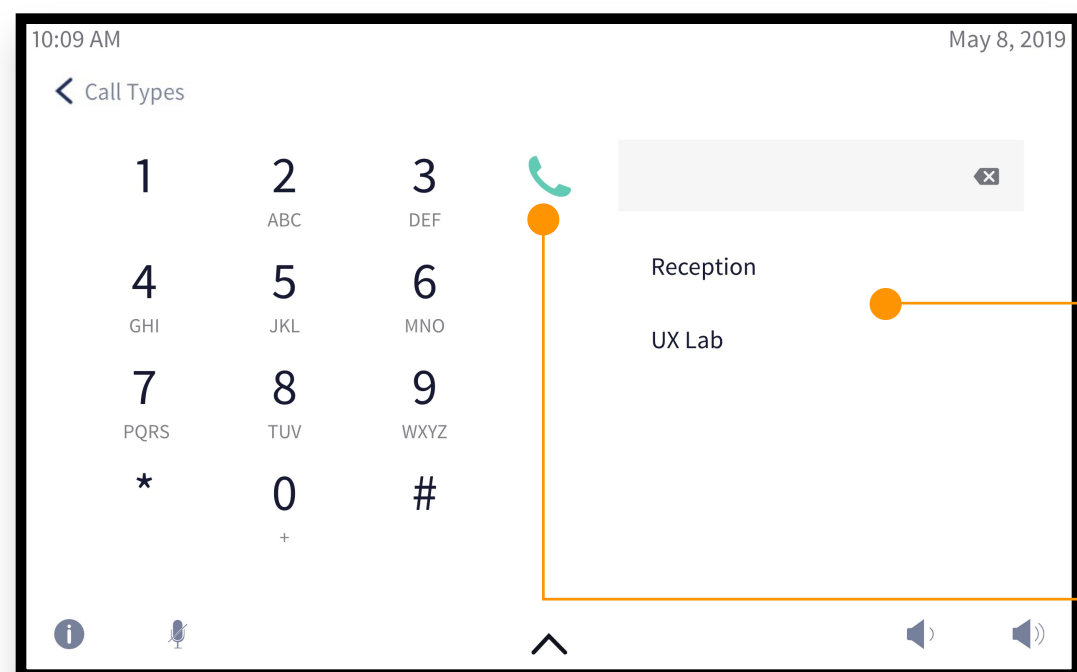 10:09 AM May 8, 2019
Call Types
1 2 3
ABC DEF
Reception
4 5 6
GHI JKL MNO
UX Lab
7 8 9
PQRS TUV WXYZ
* 0 #
+